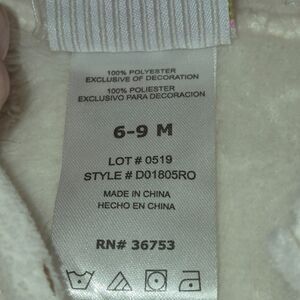 100% POLYESTER
EXCLUSIVE OF DECORATION
100% POLIESTER
EXCLUSIVO PARA DECORACION
6-9 M
LOT # 0519
STYLE # D01805RO
MADE IN CHINA
HECHO EN CHINA
RN# 36753